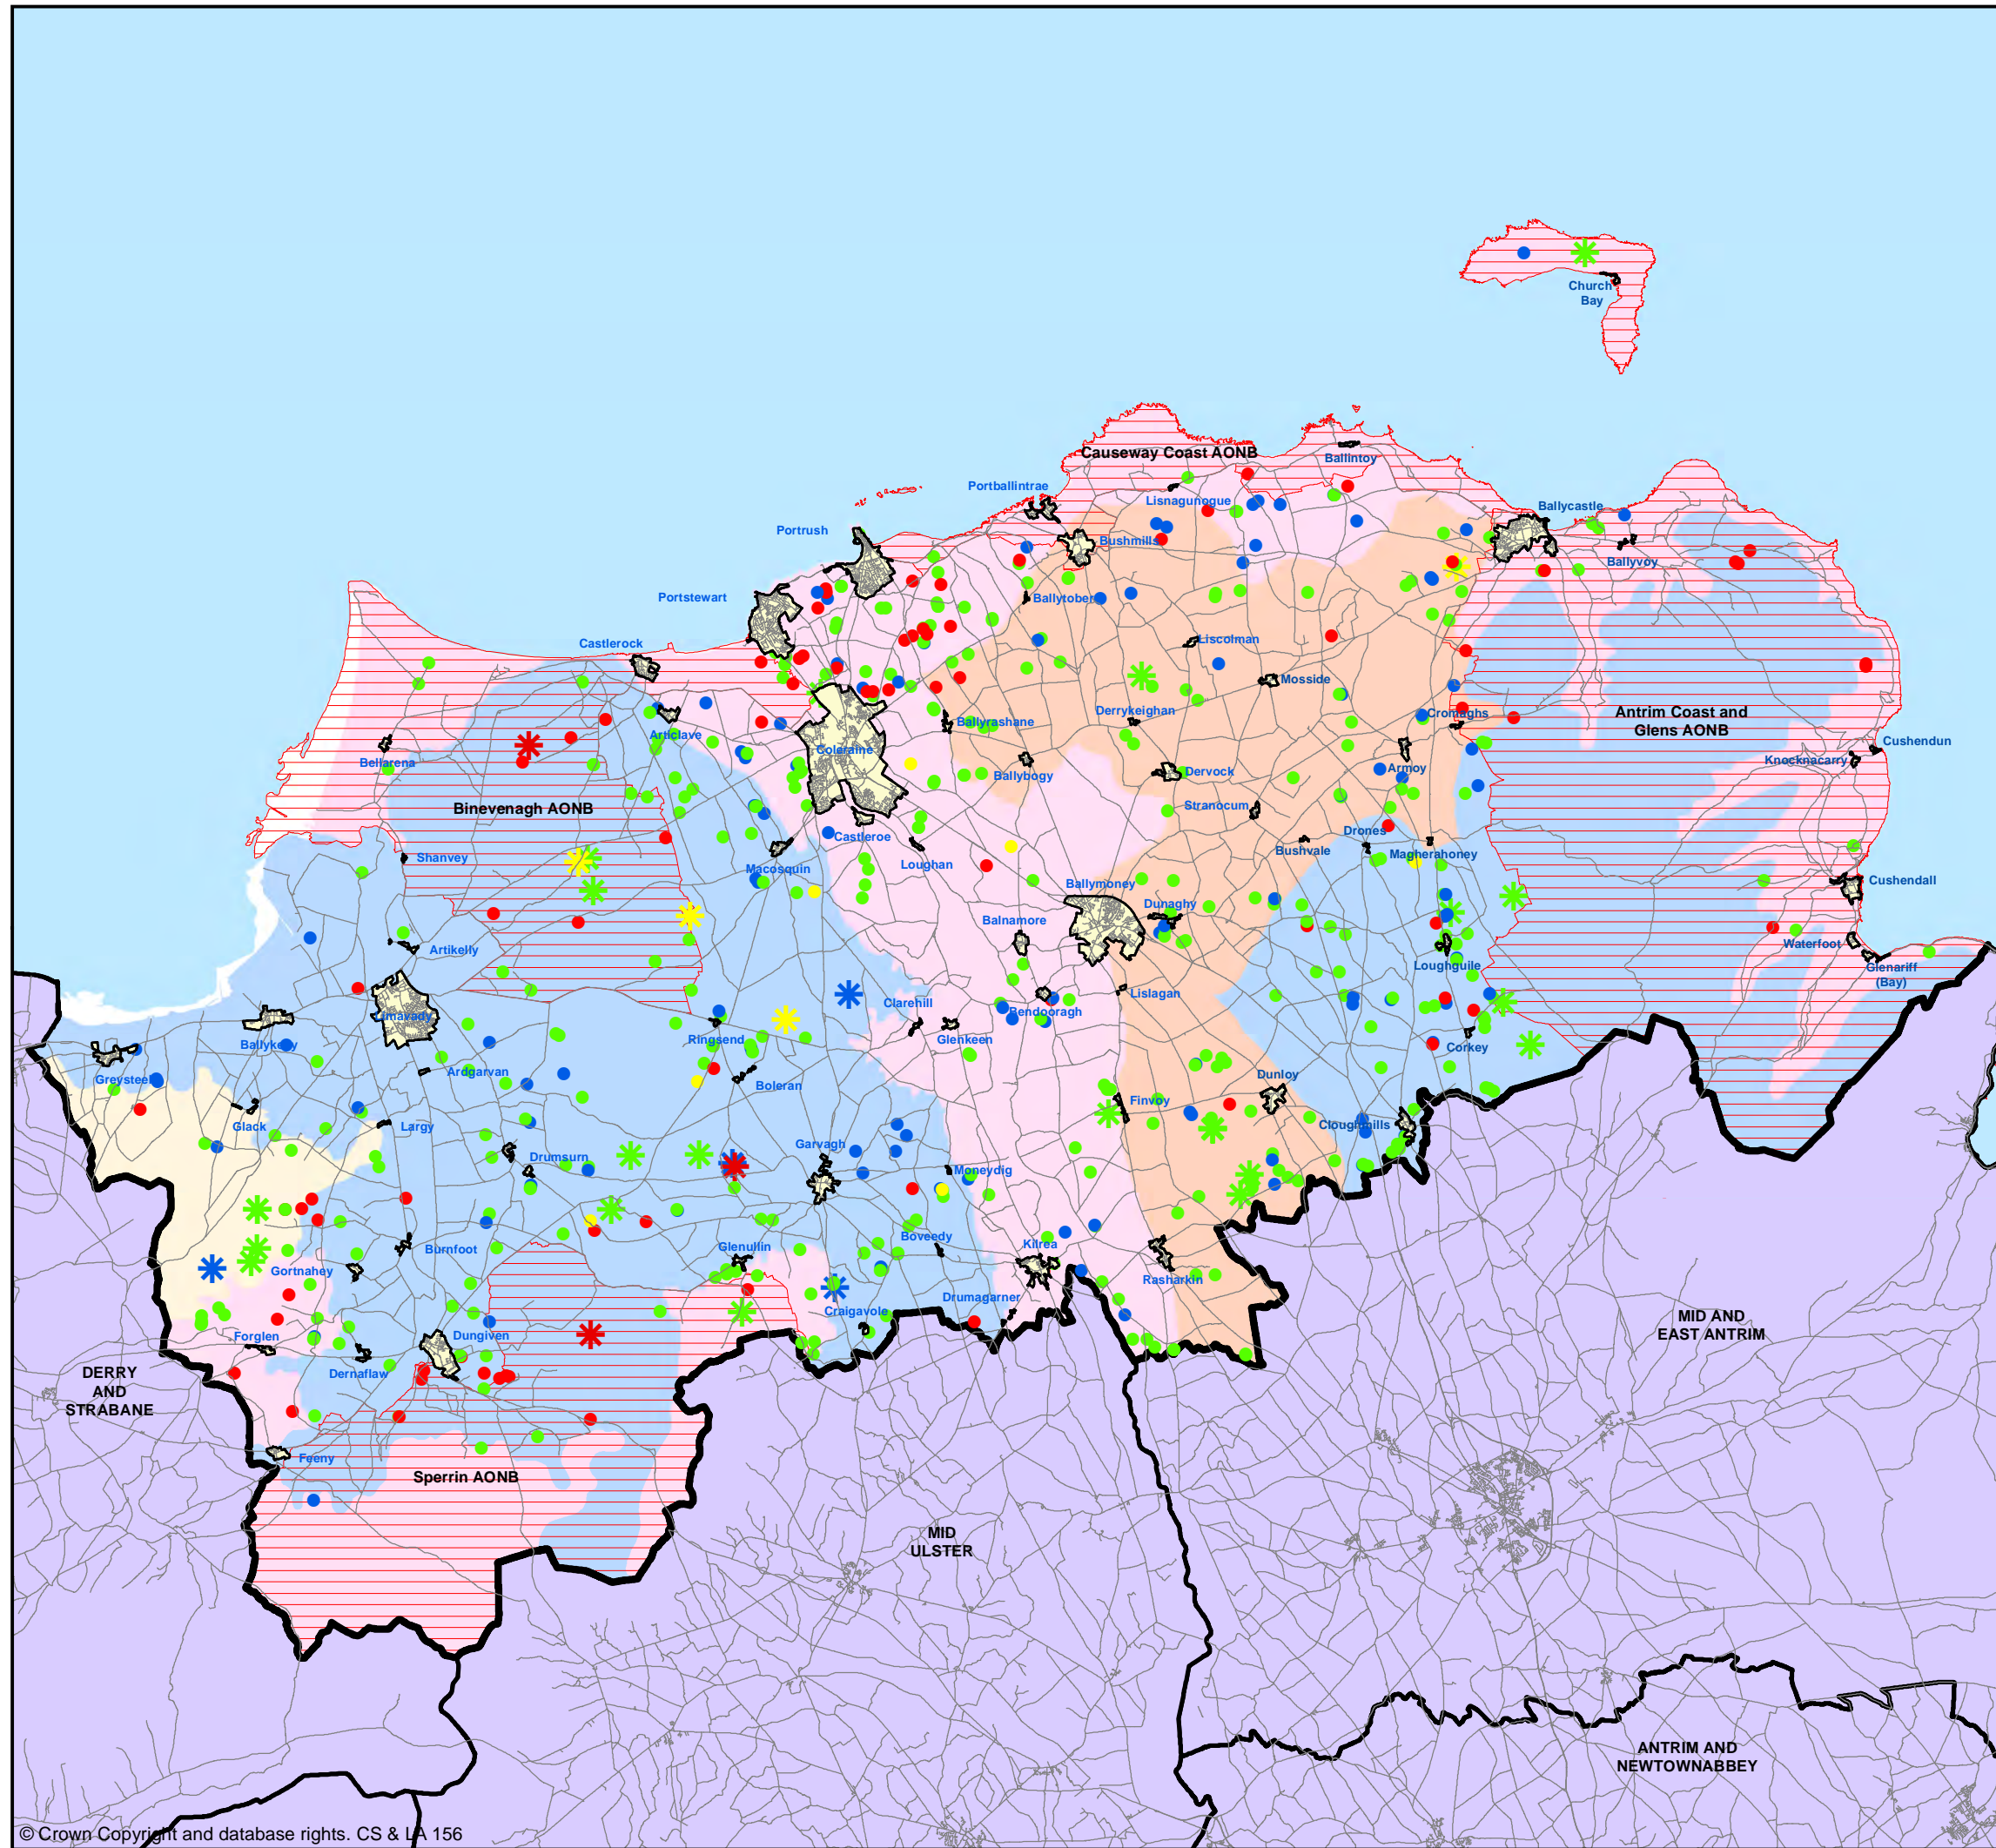 Church
Bay
Causeway Coast AONB
Ballintoy
Portballintrae
Lisnagunogue
Ballycastle
Portrush
Bushmills
Ballyvoy
Portstewart
Ballytober
Castlerock
Liscolman
Mosside
Derrykeighan
Ballyrashane
Cromaghs
Antrim Coast and
Glens AONB
Articlave
Coleraine
Cushendun
Bellarena
Knocknacarry
Ballybogy
Dervock
Armoy
Binevenagh AONB
Stranocum
Castleroe
Drones
Bushvale
Magherahoney
Shanvey
Macosquin
Loughan
Ballymoney
Cushendall
Dunaghy
Balnamore
Artikelly
Waterfoot
Loughguile
Glenariff
(Bay)
Lislagan
Clarehill
Bendooragh
Limavady
Ringsend
Glenkeen
Ballykelly
Corkey
Greysteel
Ardgarvan
Boleran
Dunloy
Finvoy
Glack
Largy
Cloughmills
Garvagh
Drumsurn
Moneydig
Boveedy
Kilrea
Burnfoot
Glenullin
Gortnahey
Rasharkin
Drumagarner
Craigavole
Forglen
Dungiven
MID AND
EAST ANTRIM
Dernaflaw
DERRY
AND
STRABANE
Feeny
Sperrin AONB
MID
ULSTER
ANTRIM AND
NEWTOWNABBEY
© Crown Copyright and database rights. CS & LA 156